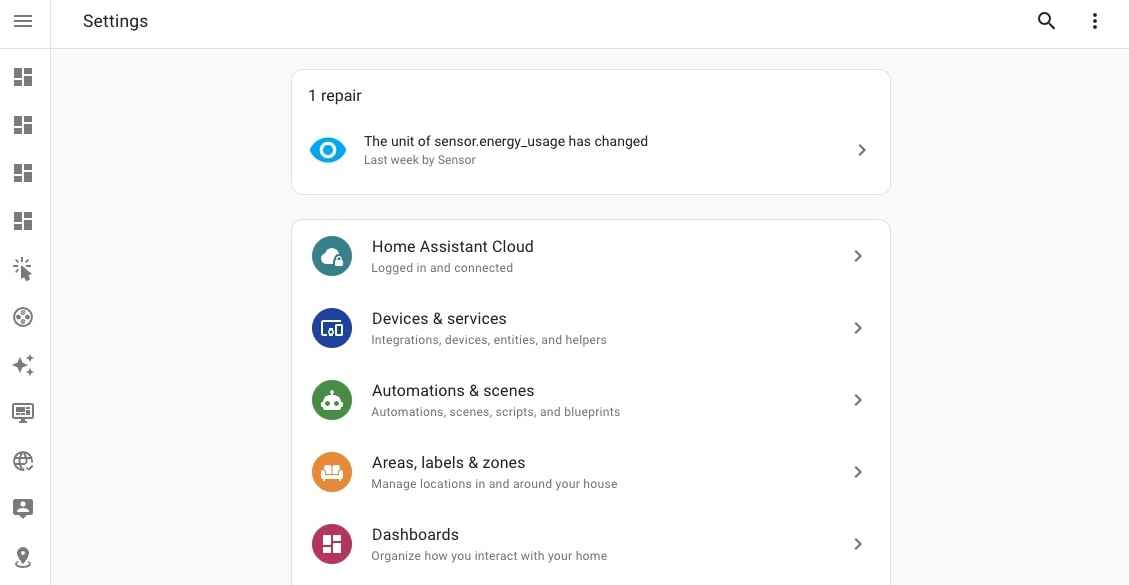 Settings
1 repair
The unit of sensor.energy_usage has changed
Last week by Sensor
Home Assistant Cloud
Logged in and connected
Devices & services
Integrations, devices, entities, and helpers
Automations & scenes
Automations, scenes, scripts, and blueprints
Areas, labels & zones
Manage locations in and around your house
Dashboards
Organize how you interact with your home